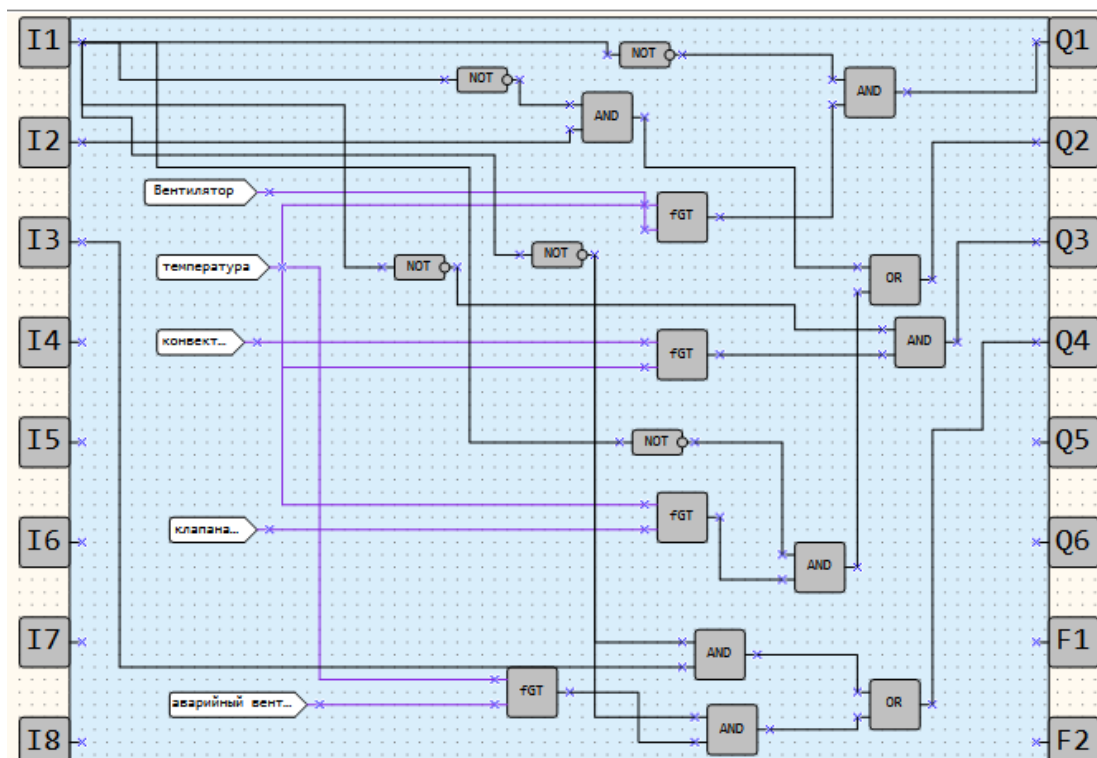 I1
Q1
NOT
NOT
AND
AND
I2
Q2
Вентилятор
fGT
I3
Q3
NOT
NOT
температура
OR
I4
Q4
конвект...
fGT
AND
I5
Q5
NOT
клапана...
fGT
I6
Q6
AND
I7
F1
AND
fGT
аварийный вент...
OR
AND
I8
F2